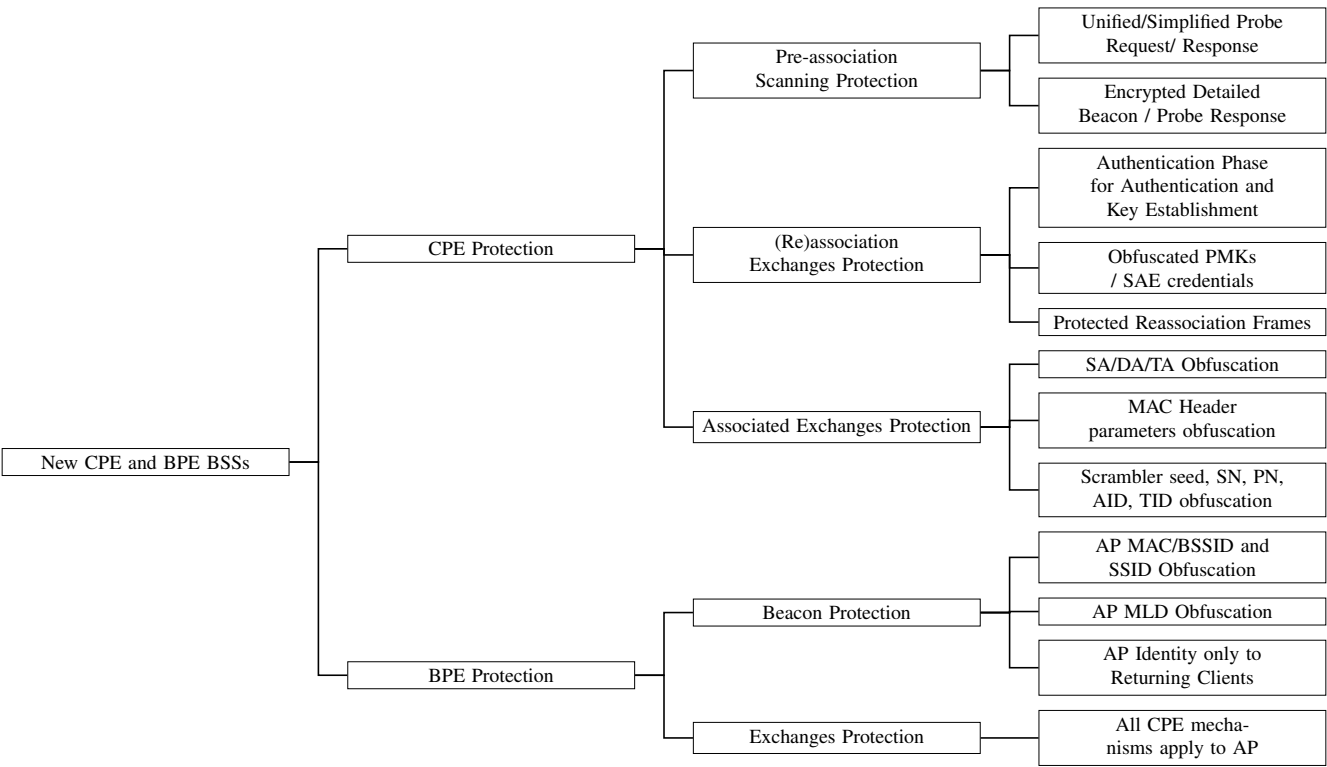 New CPE and BPE BSSs
CPE Protection
Pre-association
Scanning Protection
Unified/Simplified Probe
Request/ Response
Encrypted Detailed
Beacon / Probe Response
(Re)association
Exchanges Protection
Authentication Phase
for Authentication and
Key Establishment
Obfuscated PMKs
/ SAE credentials
Protected Reassociation Frames
Associated Exchanges Protection
SA/DA/TA Obfuscation
MAC Header
parameters obfuscation
Scrambler seed, SN, PN,
AID, TID obfuscation
BPE Protection
Beacon Protection
AP MAC/BSSID and
SSID Obfuscation
AP MLD Obfuscation
AP Identity only to
Returning Clients
Exchanges Protection
All CPE mecha-
nisms apply to AP